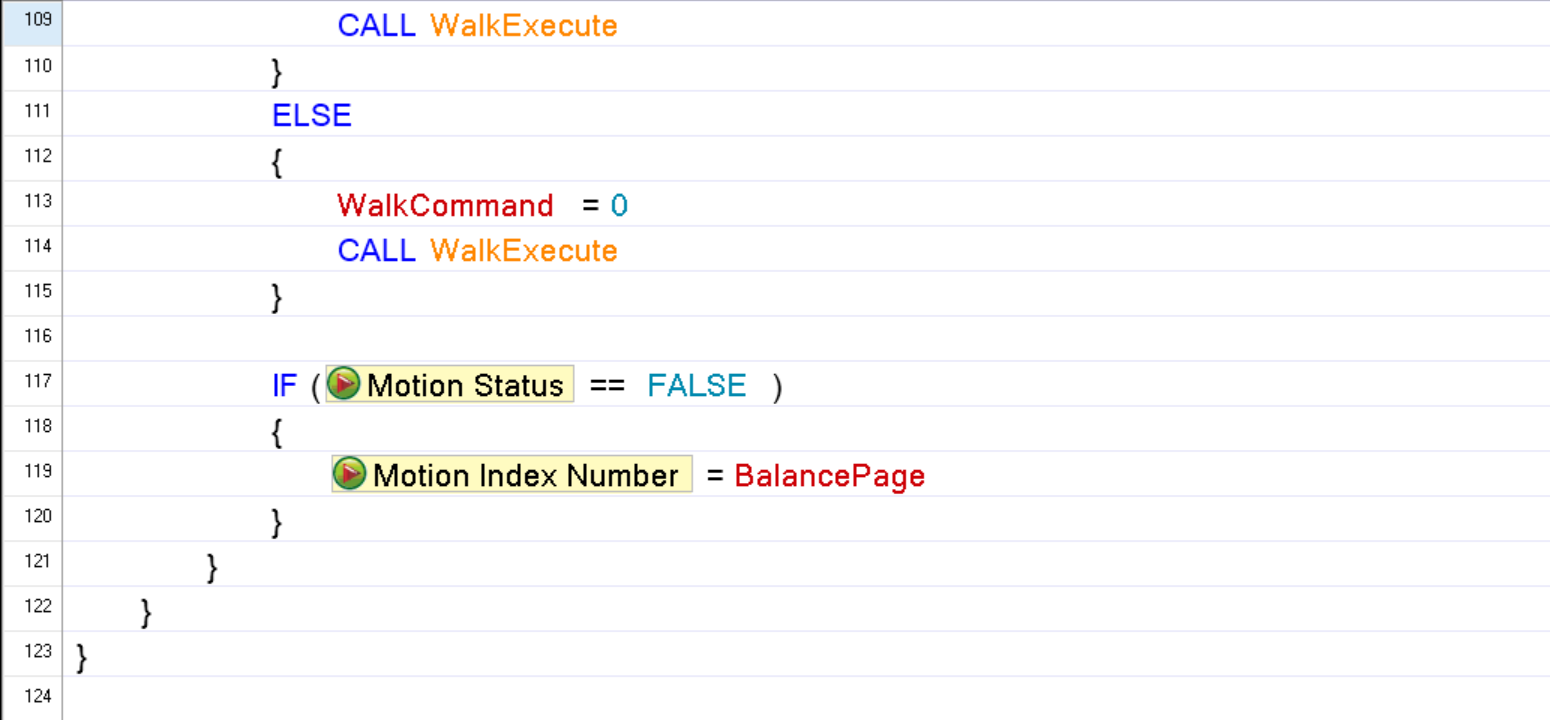 109 CALL WalkExecute
110 }
111 ELSE
112 {
113 WalkCommand = 0
114 CALL WalkExecute
115 }
116
117 IF ( Motion Status == FALSE )
118 {
119 Motion Index Number = BalancePage
120 }
121 }
122 }
123 }
124